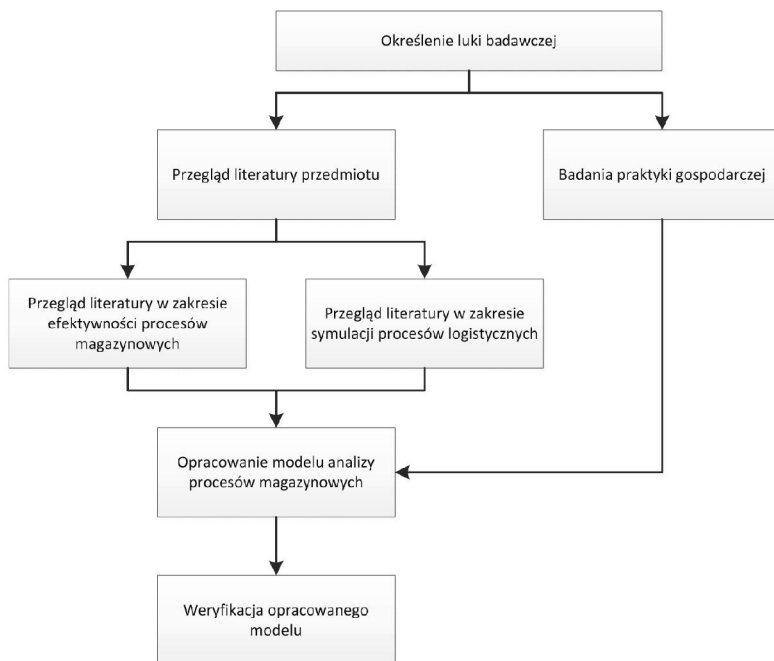 Określenie luki badawczej
Przegląd literatury przedmiotu
Badania praktyki gospodarczej
Przegląd literatury w zakresie
efektywności procesów
magazynowych
Przegląd literatury w zakresie
symulacji procesów logistycznych
Opracowanie modelu analizy
procesów magazynowych
Weryfikacja opracowanego
modelu